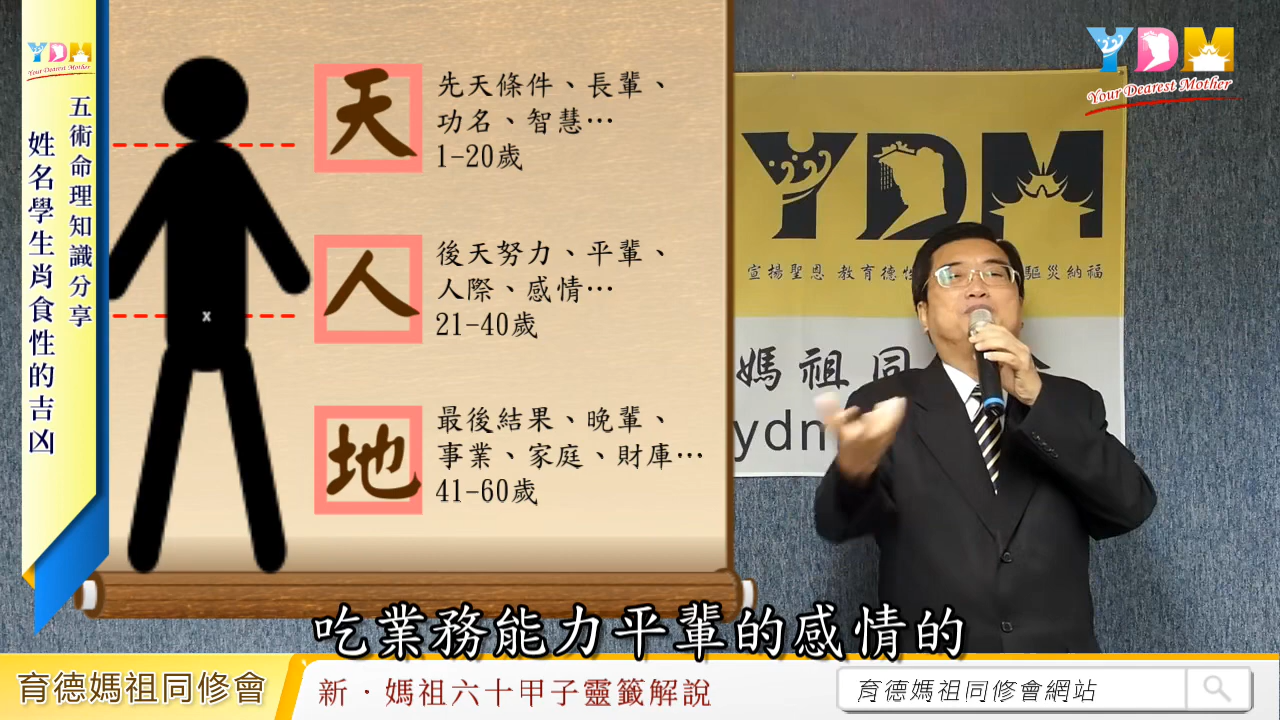 YDM
Your Dearest Mother
五術命理知識分享
姓名學生肖食性的吉凶
天
先天條件、長輩、
功名、智慧…
1-20歲
人
後天努力、平輩、
人際、感情…
21-40歲
x
地
最後結果、晚輩、
事業、家庭、財庫…
41-60歲
YDM
Your Dearest Mother
YDM
宣揚聖恩 教育德
驅災納福
媽祖同
ydm
吃業務能力平輩的感情的
育德媽祖同修會
新．媽祖六十甲子靈籤解說
育德媽祖同修會網站